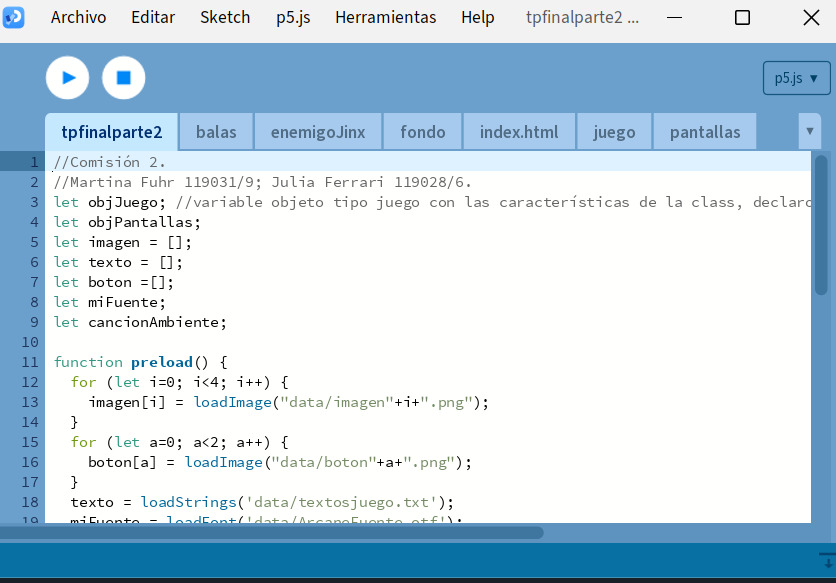 Archivo Editar Sketch p5.js Herramientas Help tpfinalparte2 ...
p5.js ▼
tpfinalparte2 balas enemigoJinx fondo index.html juego pantallas ▼
1 //Comisión 2.
2 //Martina Fuhr 119031/9; Julia Ferrari 119028/6.
3 let objJuego; //variable objeto tipo juego con las características de la class, declaro
4 let objPantallas;
5 let imagen = [];
6 let texto = [];
7 let boton =[];
8 let miFuente;
9 let cancionAmbiente;
10
11 function preload() {
12 for (let i=0; i<4; i++) {
13 imagen[i] = loadImage("data/imagen"+i+".png");
14 }
15 for (let a=0; a<2; a++) {
16 boton[a] = loadImage("data/boton"+a+".png");
17 }
18 texto = loadStrings('data/textosjuego.txt');
19 miFuente = loadFont('data/ArcaneFuente.otf');